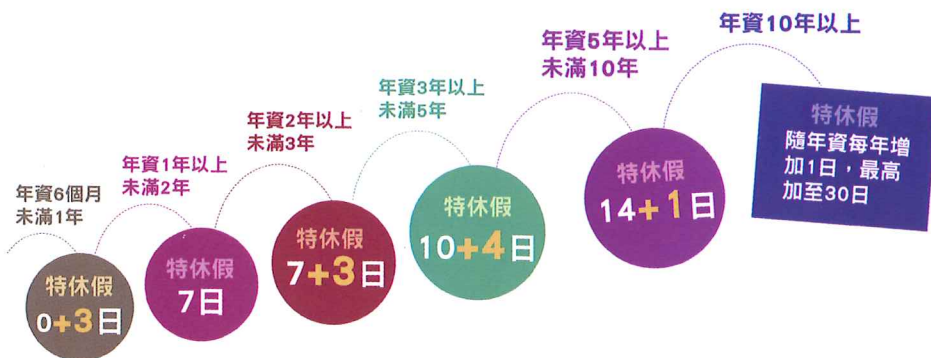 年資6個月
未滿1年
特休假
0+3日
年資1年以上
未滿2年
特休假
7日
年資2年以上
未滿3年
特休假
7+3日
年資3年以上
未滿5年
特休假
10+4日
年資5年以上
未滿10年
特休假
14+1日
年資10年以上
特休假
隨年資每年增
加1日，最高
加至30日